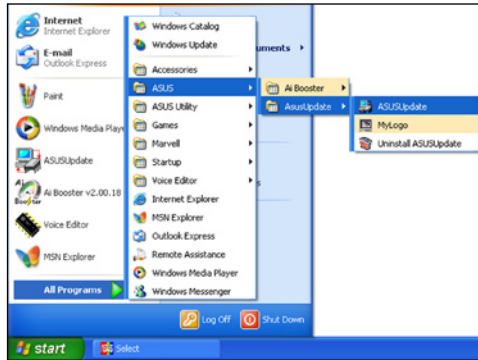 Internet
Internet Explorer
E-mail
Outlook Express
Paint
Windows Media
ASUSUpdate
Ai Booster v2.00.18
Voice Editor
MSN Explorer
All Programs
Windows Catalog
Windows Update
Accessories
ASUS
ASUS Utility
Games
Marvell
Startup
Voice Editor
Internet Explorer
MSN Explorer
Outlook Express
Remote Assistance
Windows Media Player
Windows Messenger
uments
s
Ai Booster
AsusUpdate
ASUSUpdate
MyLogo
Uninstall ASUSUpdate
Log Off
Shut Down
start
Select